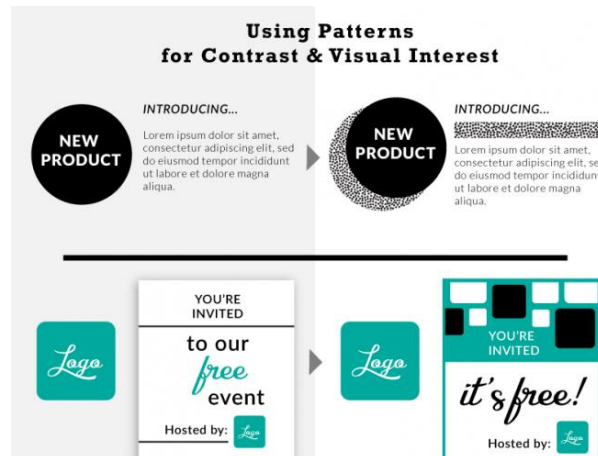 Using Patterns
for Contrast & Visual Interest
NEW
PRODUCT
INTRODUCING...
Lorem ipsum dolor sit amet,
consectetur adipiscing elit, sed
do eiusmod tempor incididunt
ut labore et dolore magna
aliqua.
NEW
PRODUCT
INTRODUCING...
Lorem ipsum dolor sit amet,
consectetur adipiscing elit, se
do eiusmod tempor incididun
ut labore et dolore magna
aliqua.
Logo
YOU'RE
INVITED
to our
free
event
Hosted by: Logo
Logo
YOU'RE
INVITED
it's free!
Hosted by: Logo